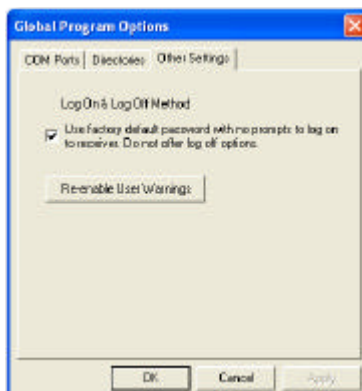 Global Program Options
COM Ports Directories Other Settings
Log On & Log Off Method
Use factory default password with no prompts to log on
to receiver. Do not offer log off options.
Re-enable User Warnings
OK Cancel Apply